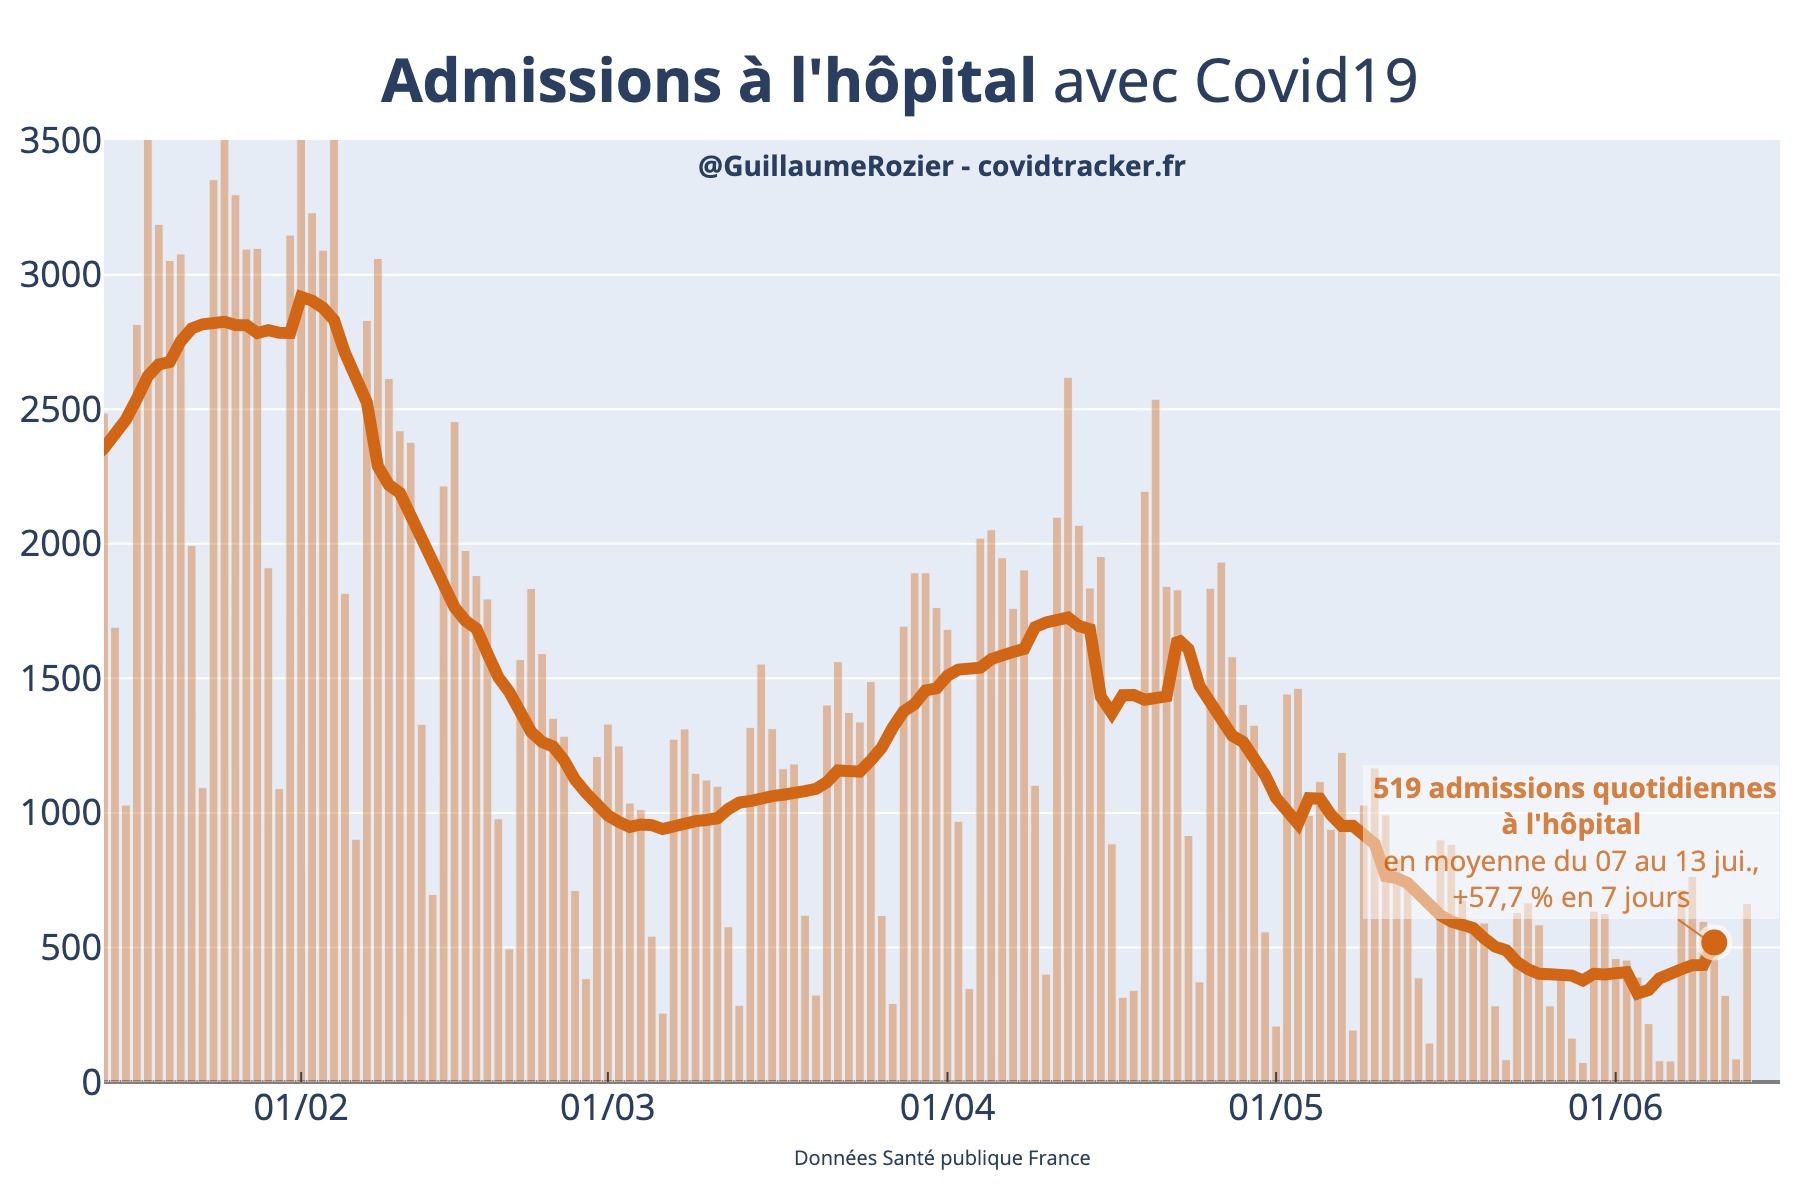 Admissions à l'hôpital avec Covid19
@GuillaumeRozier - covidtracker.fr
3500
3000
2500
2000
1500
1000
500
0
519 admissions quotidiennes
à l'hôpital
en moyenne du 07 au 13 jui.,
+57,7 % en 7 jours
01/02 01/03 01/04 01/05 01/06
Données Santé publique France